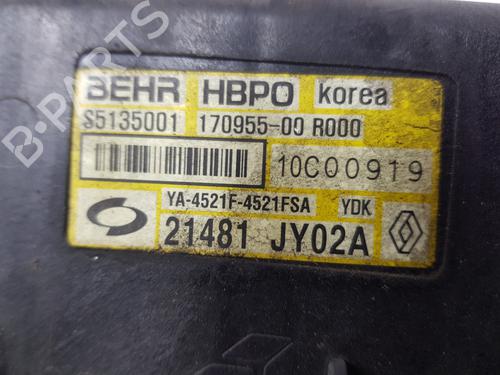 B-PARTS
BEHR HBPO korea
S5135001 170955-00 R000
10C00919
YA-4521F-4521FSA YDK
21481 JY02A